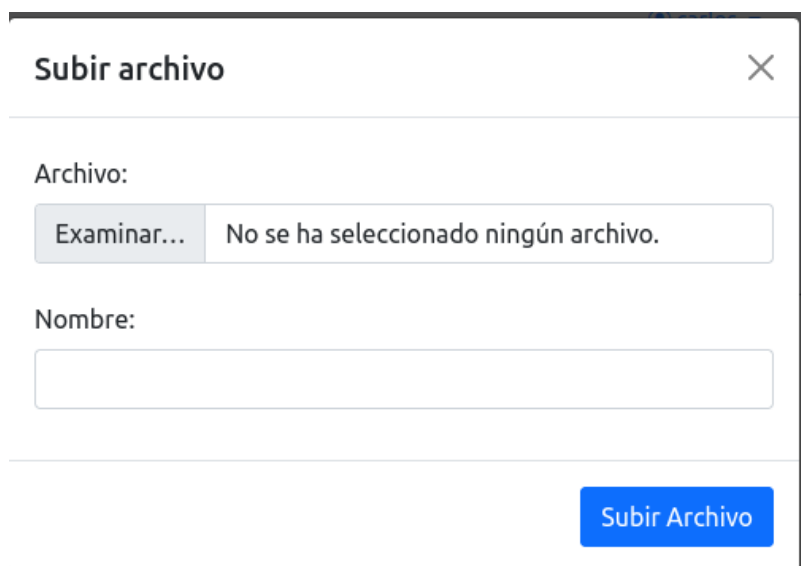 Subir archivo
Archivo:
Examinar... No se ha seleccionado ningún archivo.
Nombre:
Subir Archivo